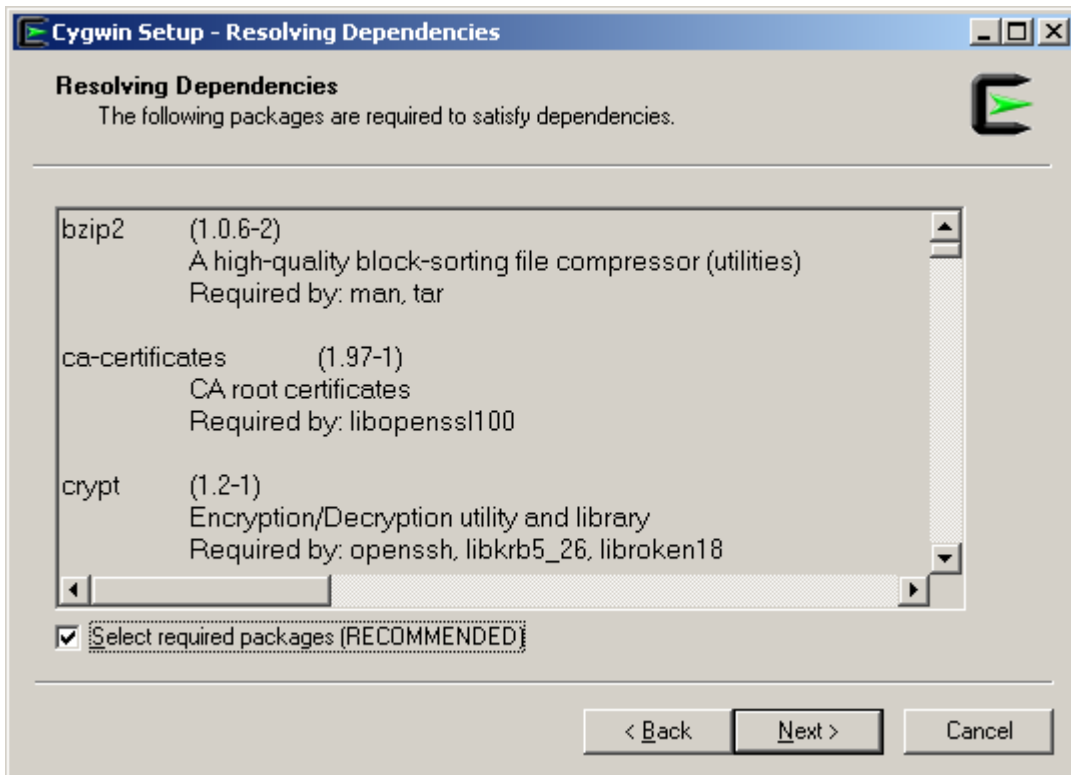 Cygwin Setup - Resolving Dependencies
Resolving Dependencies
The following packages are required to satisfy dependencies.
bzip2 (1.0.6-2)
A high-quality block-sorting file compressor (utilities)
Required by: man, tar
ca-certificates (1.97-1)
CA root certificates
Required by: libopenssl100
crypt (1.2-1)
Encryption/Decryption utility and library
Required by: openssh, libkrb5_26, libroken18
Select required packages (RECOMMENDED)
< Back Next > Cancel